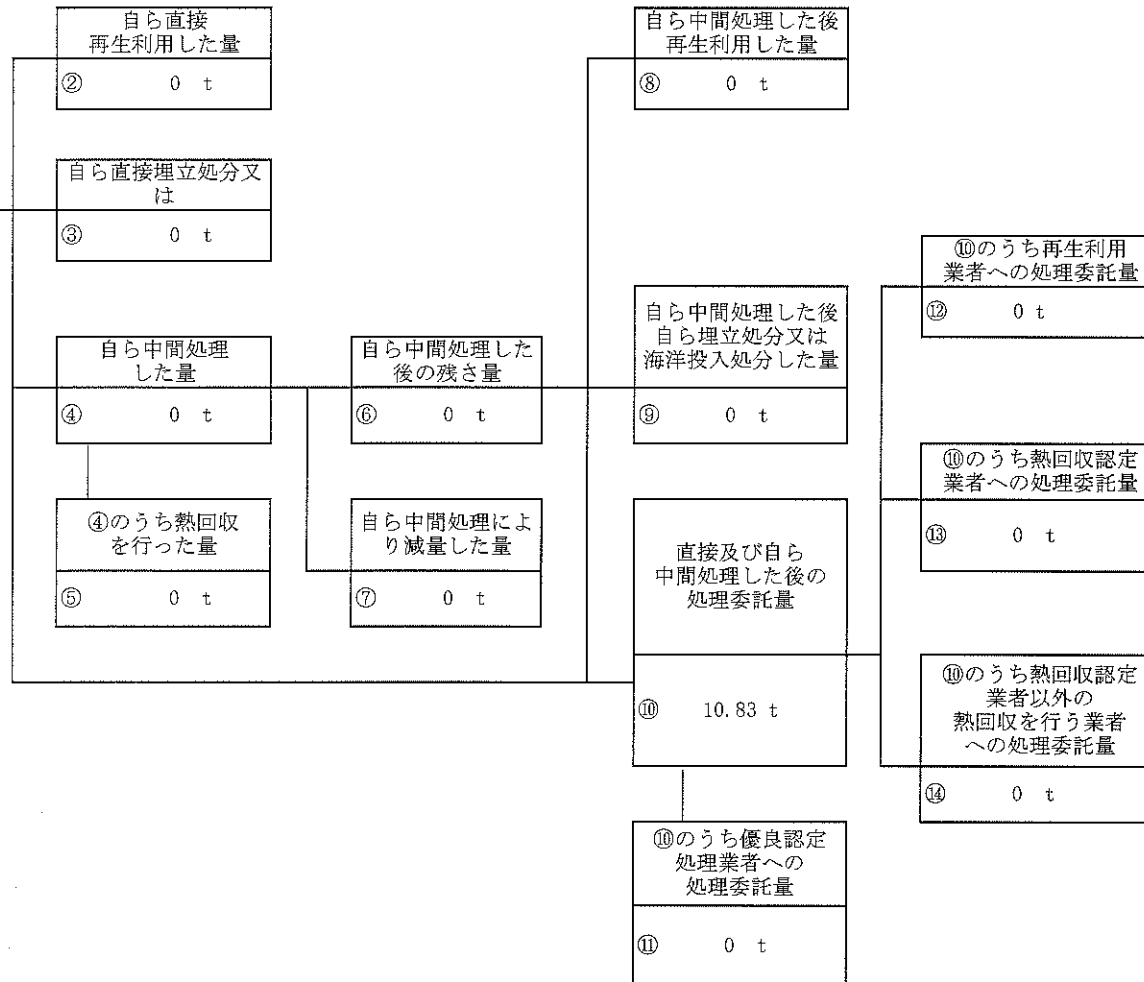 自ら直接
再生利用した量
② 0 t
自ら中間処理した後
再生利用した量
⑧ 0 t
自ら直接埋立処分又
は
③ 0 t
⑩のうち再生利用
業者への処理委託量
⑫ 0 t
自ら中間処理
した量
④ 0 t
自ら中間処理した
後の残さ量
⑥ 0 t
自ら中間処理した後
自ら埋立処分又は
海洋投入処分した量
⑨ 0 t
⑩のうち熱回収認定
業者への処理委託量
⑬ 0 t
④のうち熱回収
を行った量
⑤ 0 t
自ら中間処理によ
り減量した量
⑦ 0 t
直接及び自ら
中間処理した後の
処理委託量
⑩ 10.83 t
⑩のうち熱回収認定
業者以外の
熱回収を行う業者
への処理委託量
⑭ 0 t
⑩のうち優良認定
処理業者への
処理委託量
⑪ 0 t